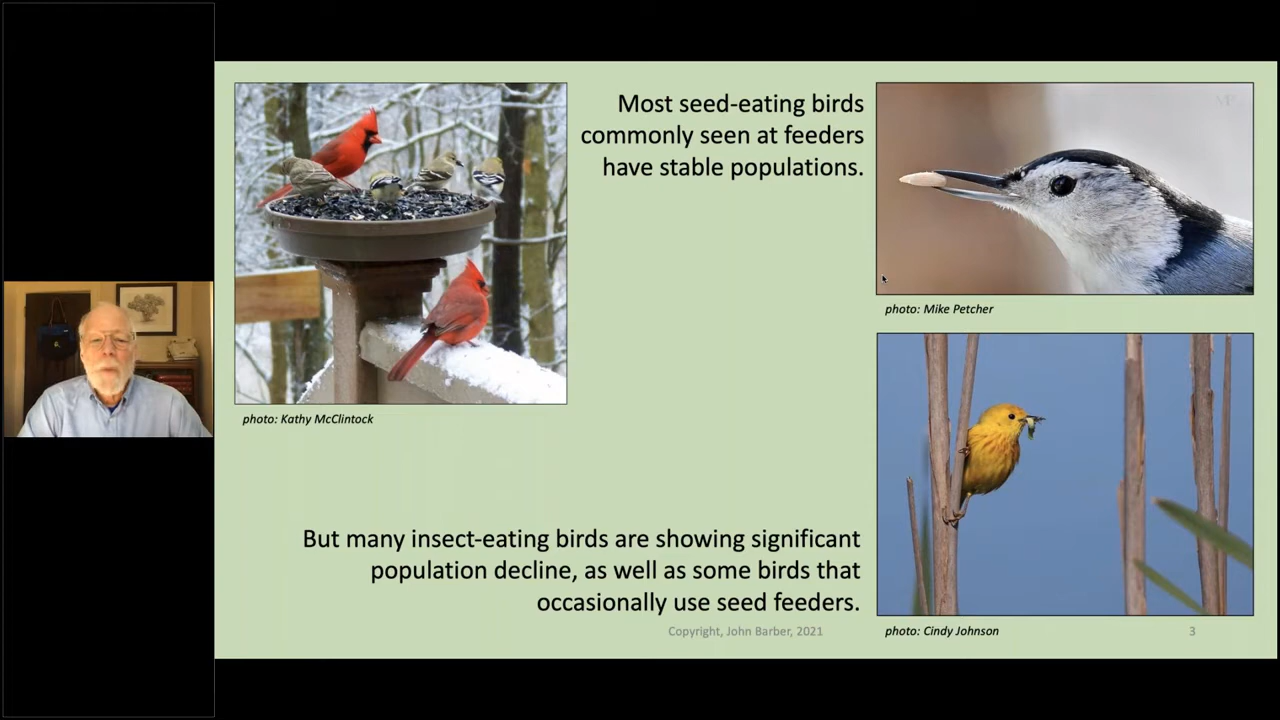 Most seed-eating birds
commonly seen at feeders
have stable populations.
photo: Mike Petcher
photo: Kathy McClintock
But many insect-eating birds are showing significant
population decline, as well as some birds that
occasionally use seed feeders.
Copyright, John Barber, 2021
photo: Cindy Johnson
3